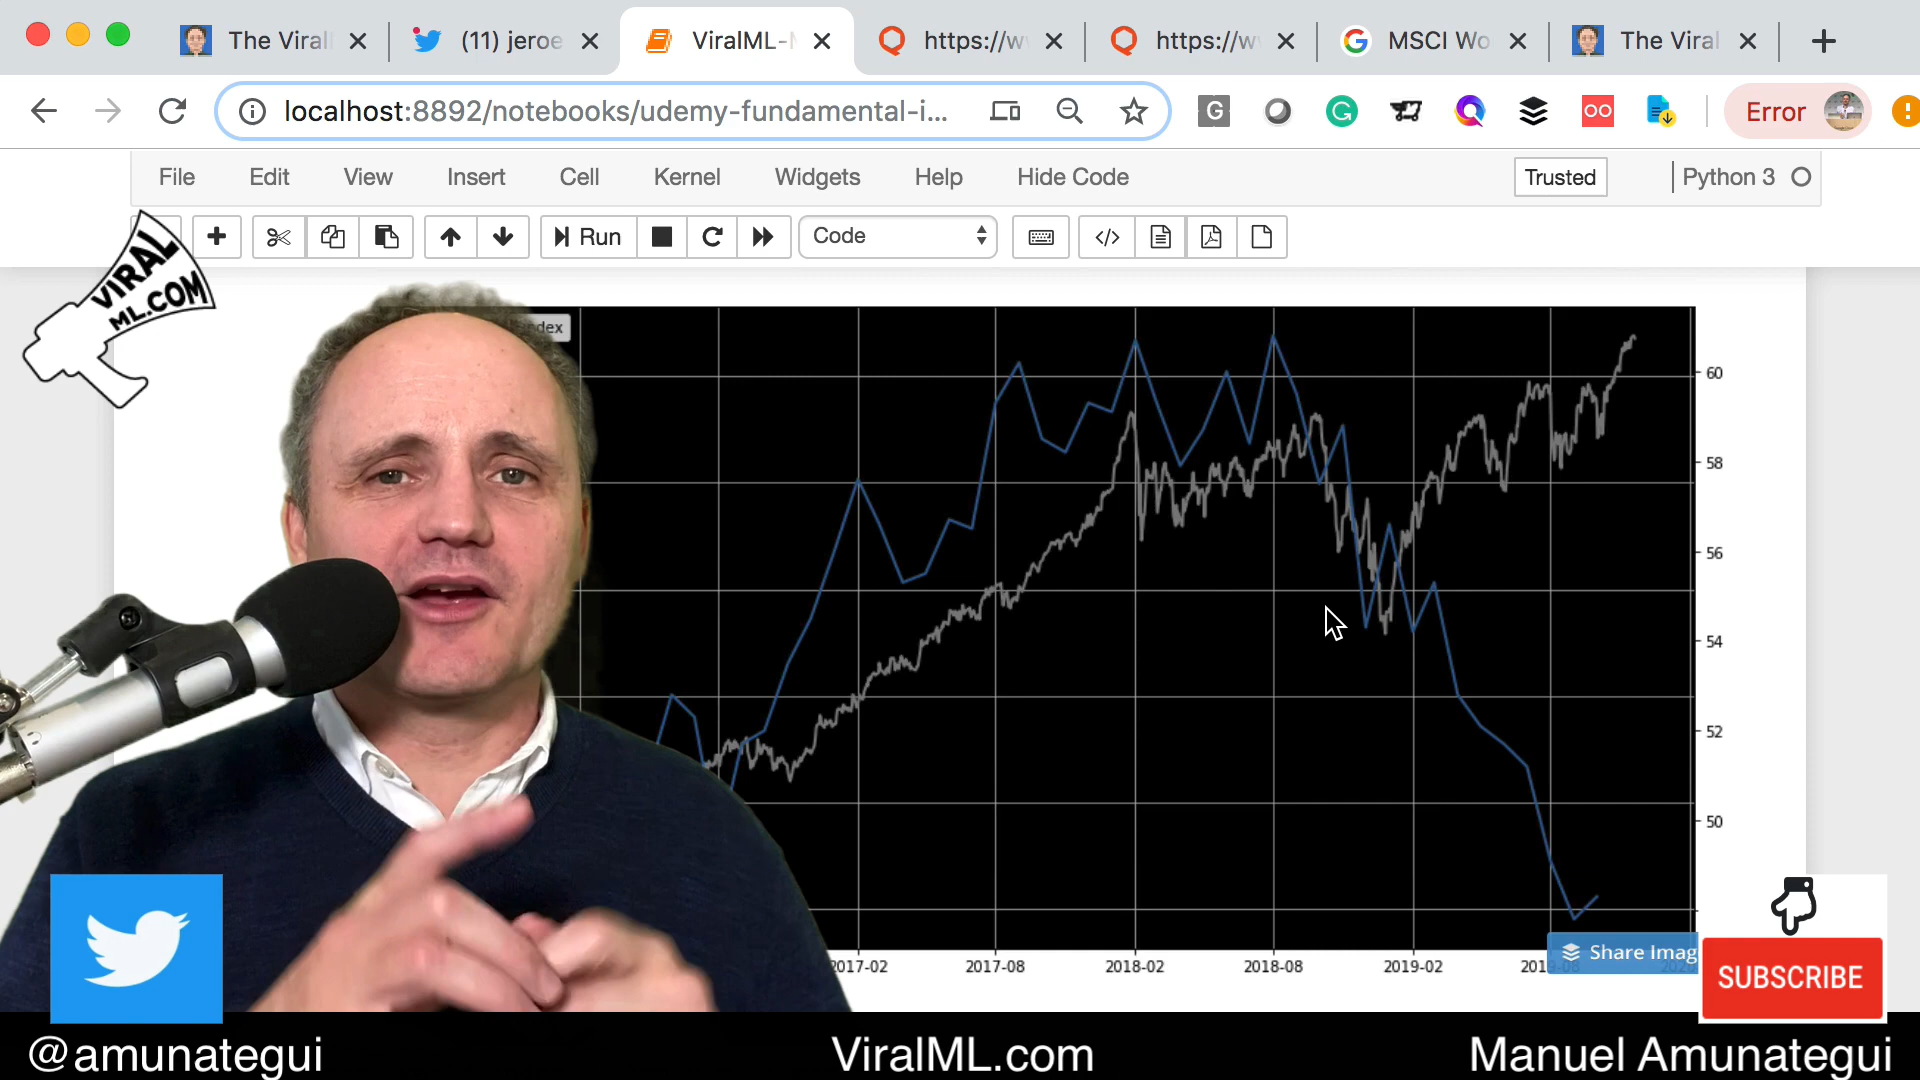 The Viral
(11) jeroe
ViralML-M
https://w
https://w
MSCI Wo
The Viral
localhost:8892/notebooks/udemy-fundamental-i...
G
G
Error
File Edit View Insert Cell Kernel Widgets Help Hide Code
Trusted
Python 3
Run
Code
VIRAL
ML.COM
60
58
56
54
52
50
2017-02
2017-08
2018-02
2018-08
2019-02
Share Imag
SUBSCRIBE
@amunategui
ViralML.com
Manuel Amunategui